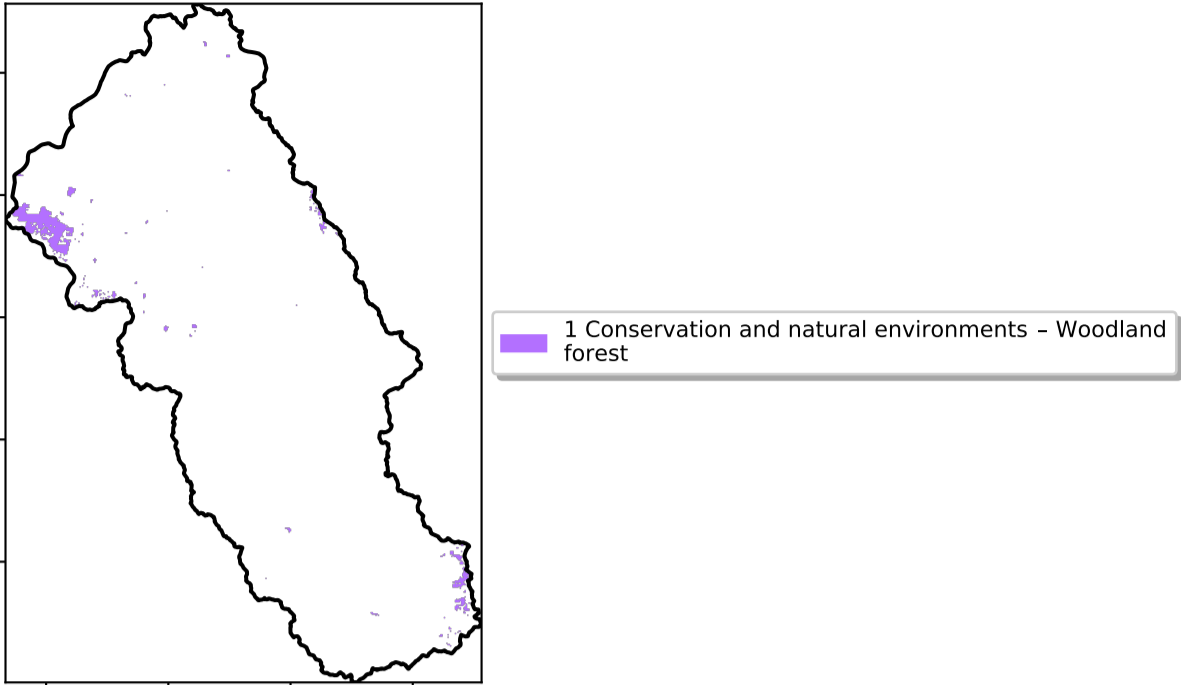 1 Conservation and natural environments – Woodland
forest